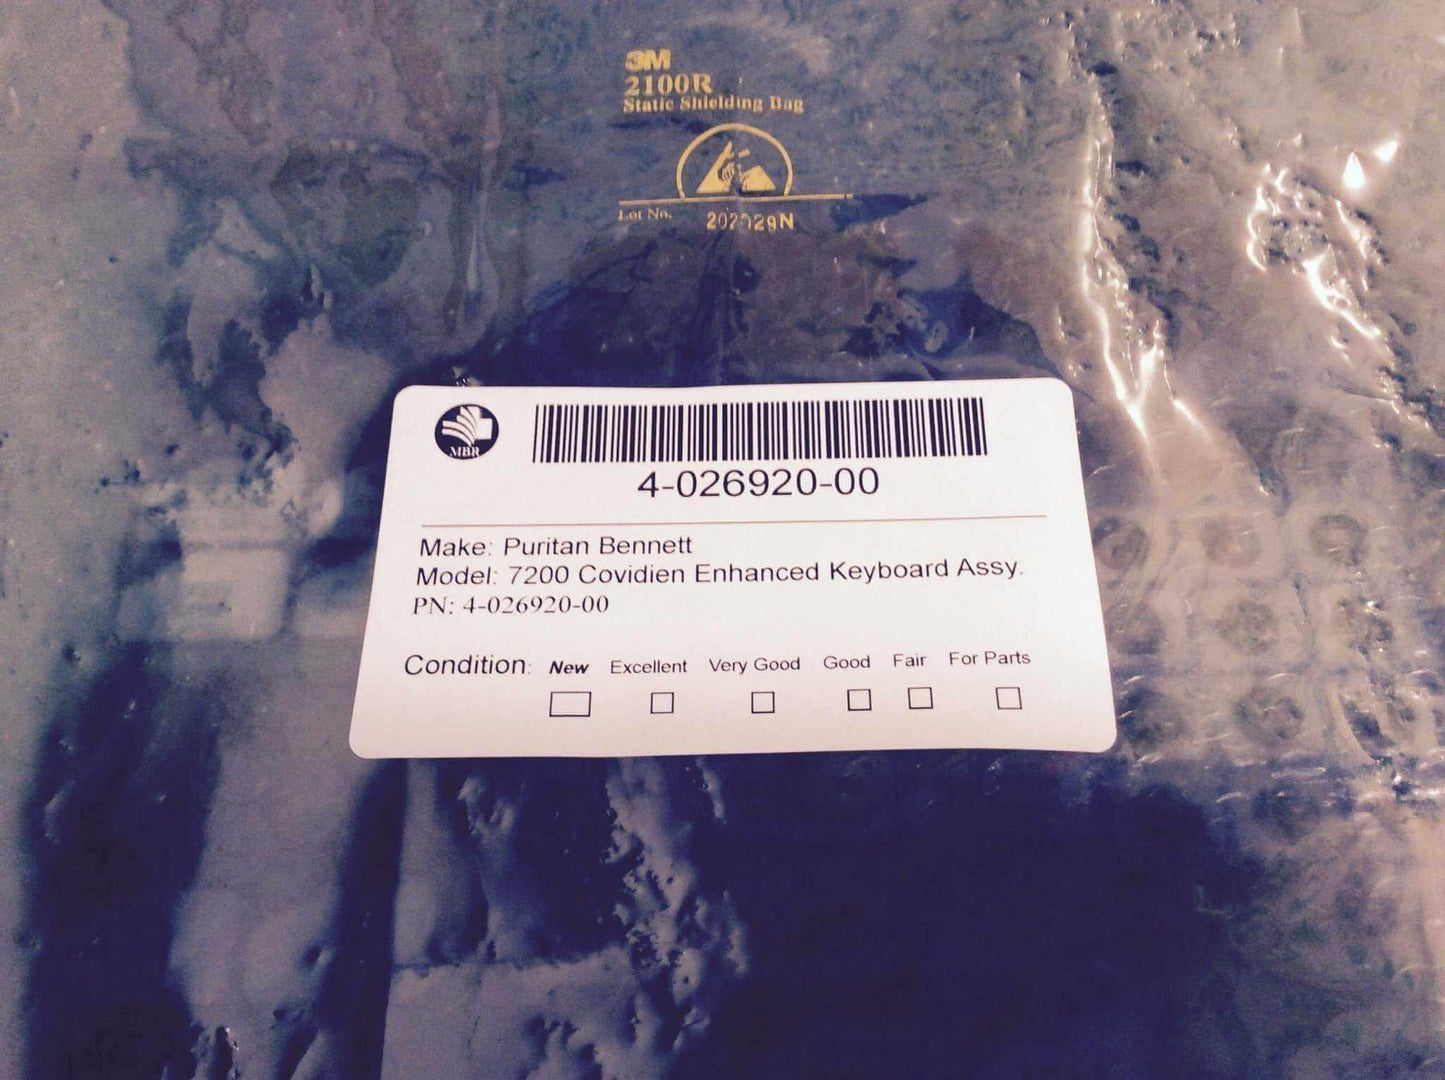 3M
2100R
Static Shielding Bag
Lot No. 202029N
MBR
4-026920-00
Make: Puritan Bennett
Model: 7200 Covidien Enhanced Keyboard Assy.
PN: 4-026920-00
Condition: New Excellent Very Good Good Fair For Parts